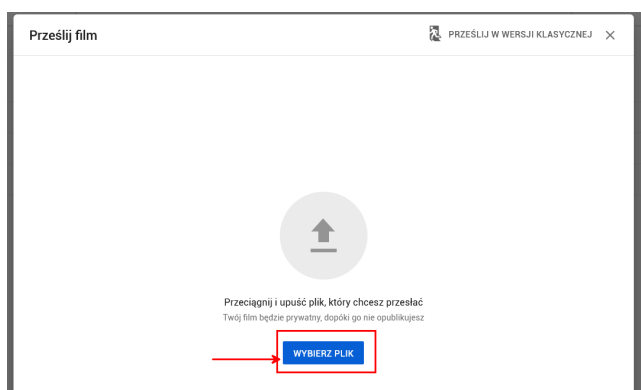 Prześlij film
PRZEŚLIJ W WERSJI KLASYCZNEJ
Przeciągnij i upuść plik, który chcesz przesłać
Twój film będzie prywatny, dopóki go nie opublikujesz
WYBIERZ PLIK